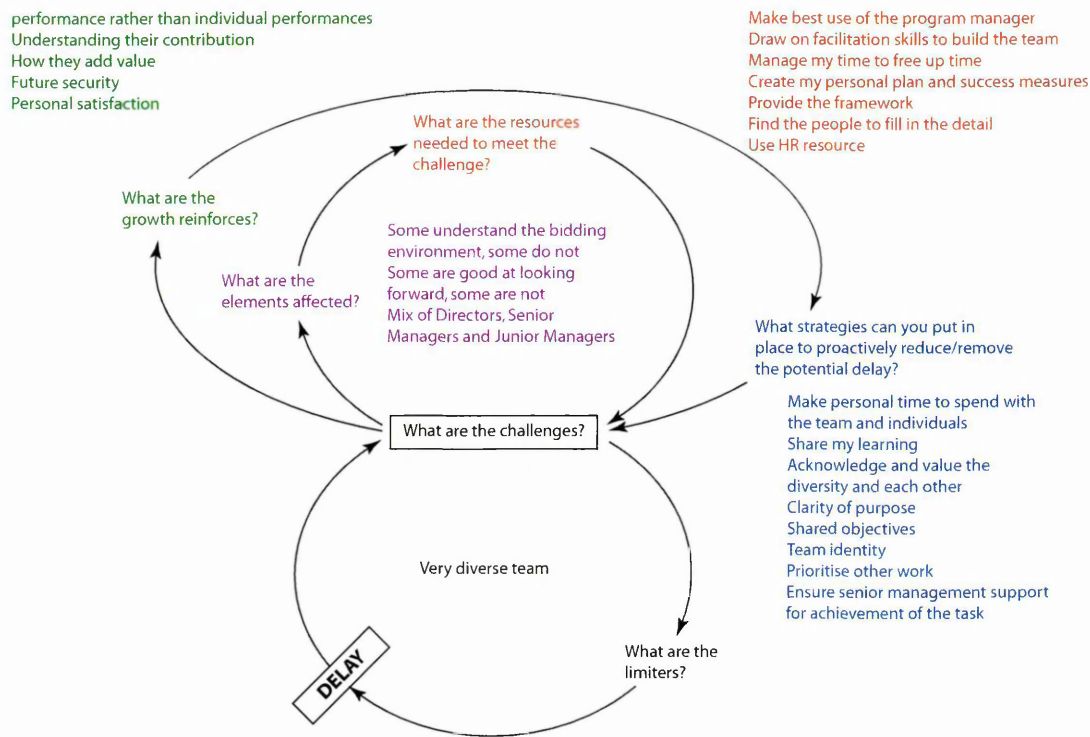 performance rather than individual performances
Understanding their contribution
How they add value
Future security
Personal satisfaction
Make best use of the program manager
Draw on facilitation skills to build the team
Manage my time to free up time
Create my personal plan and success measures
Provide the framework
Find the people to fill in the detail
Use HR resource
What are the resources
needed to meet the
challenge?
What are the
growth reinforces?
Some understand the bidding
environment, some do not
Some are good at looking
forward, some are not
Mix of Directors, Senior
Managers and Junior Managers
What are the
elements affected?
What strategies can you put in
place to proactively reduce/remove
the potential delay?
Make personal time to spend with
the team and individuals
Share my learning
Acknowledge and value the
diversity and each other
Clarity of purpose
Shared objectives
Team identity
Prioritise other work
Ensure senior management support
for achievement of the task
What are the challenges?
Very diverse team
What are the
limiters?
DELAY